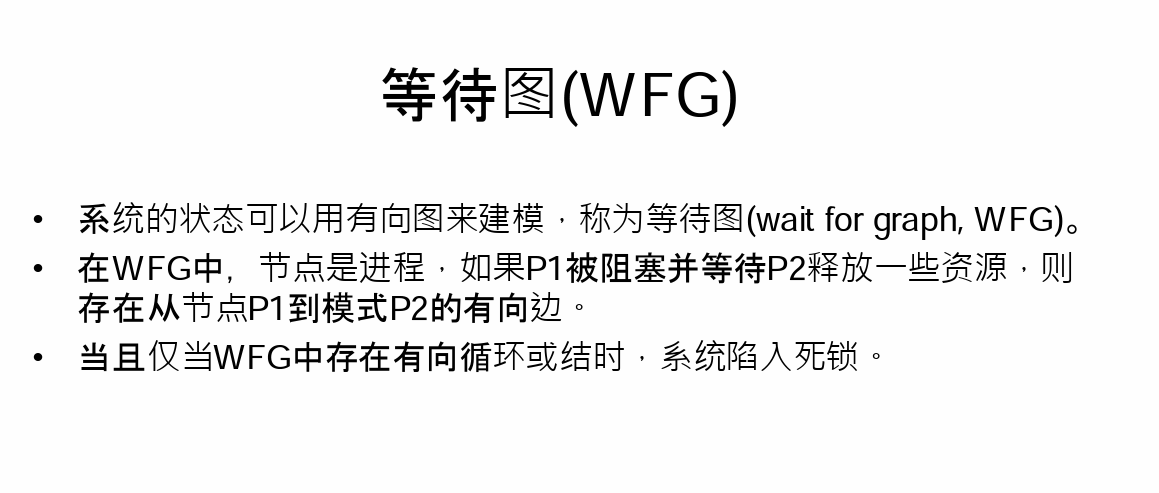 等待图(WFG)
• 系统的状态可以用有向图来建模，称为等待图(wait for graph, WFG)。
• 在WFG中，节点是进程，如果P1被阻塞并等待P2释放一些资源，则
存在从节点P1到模式P2的有向边。
• 当且仅当WFG中存在有向循环或结时，系统陷入死锁。